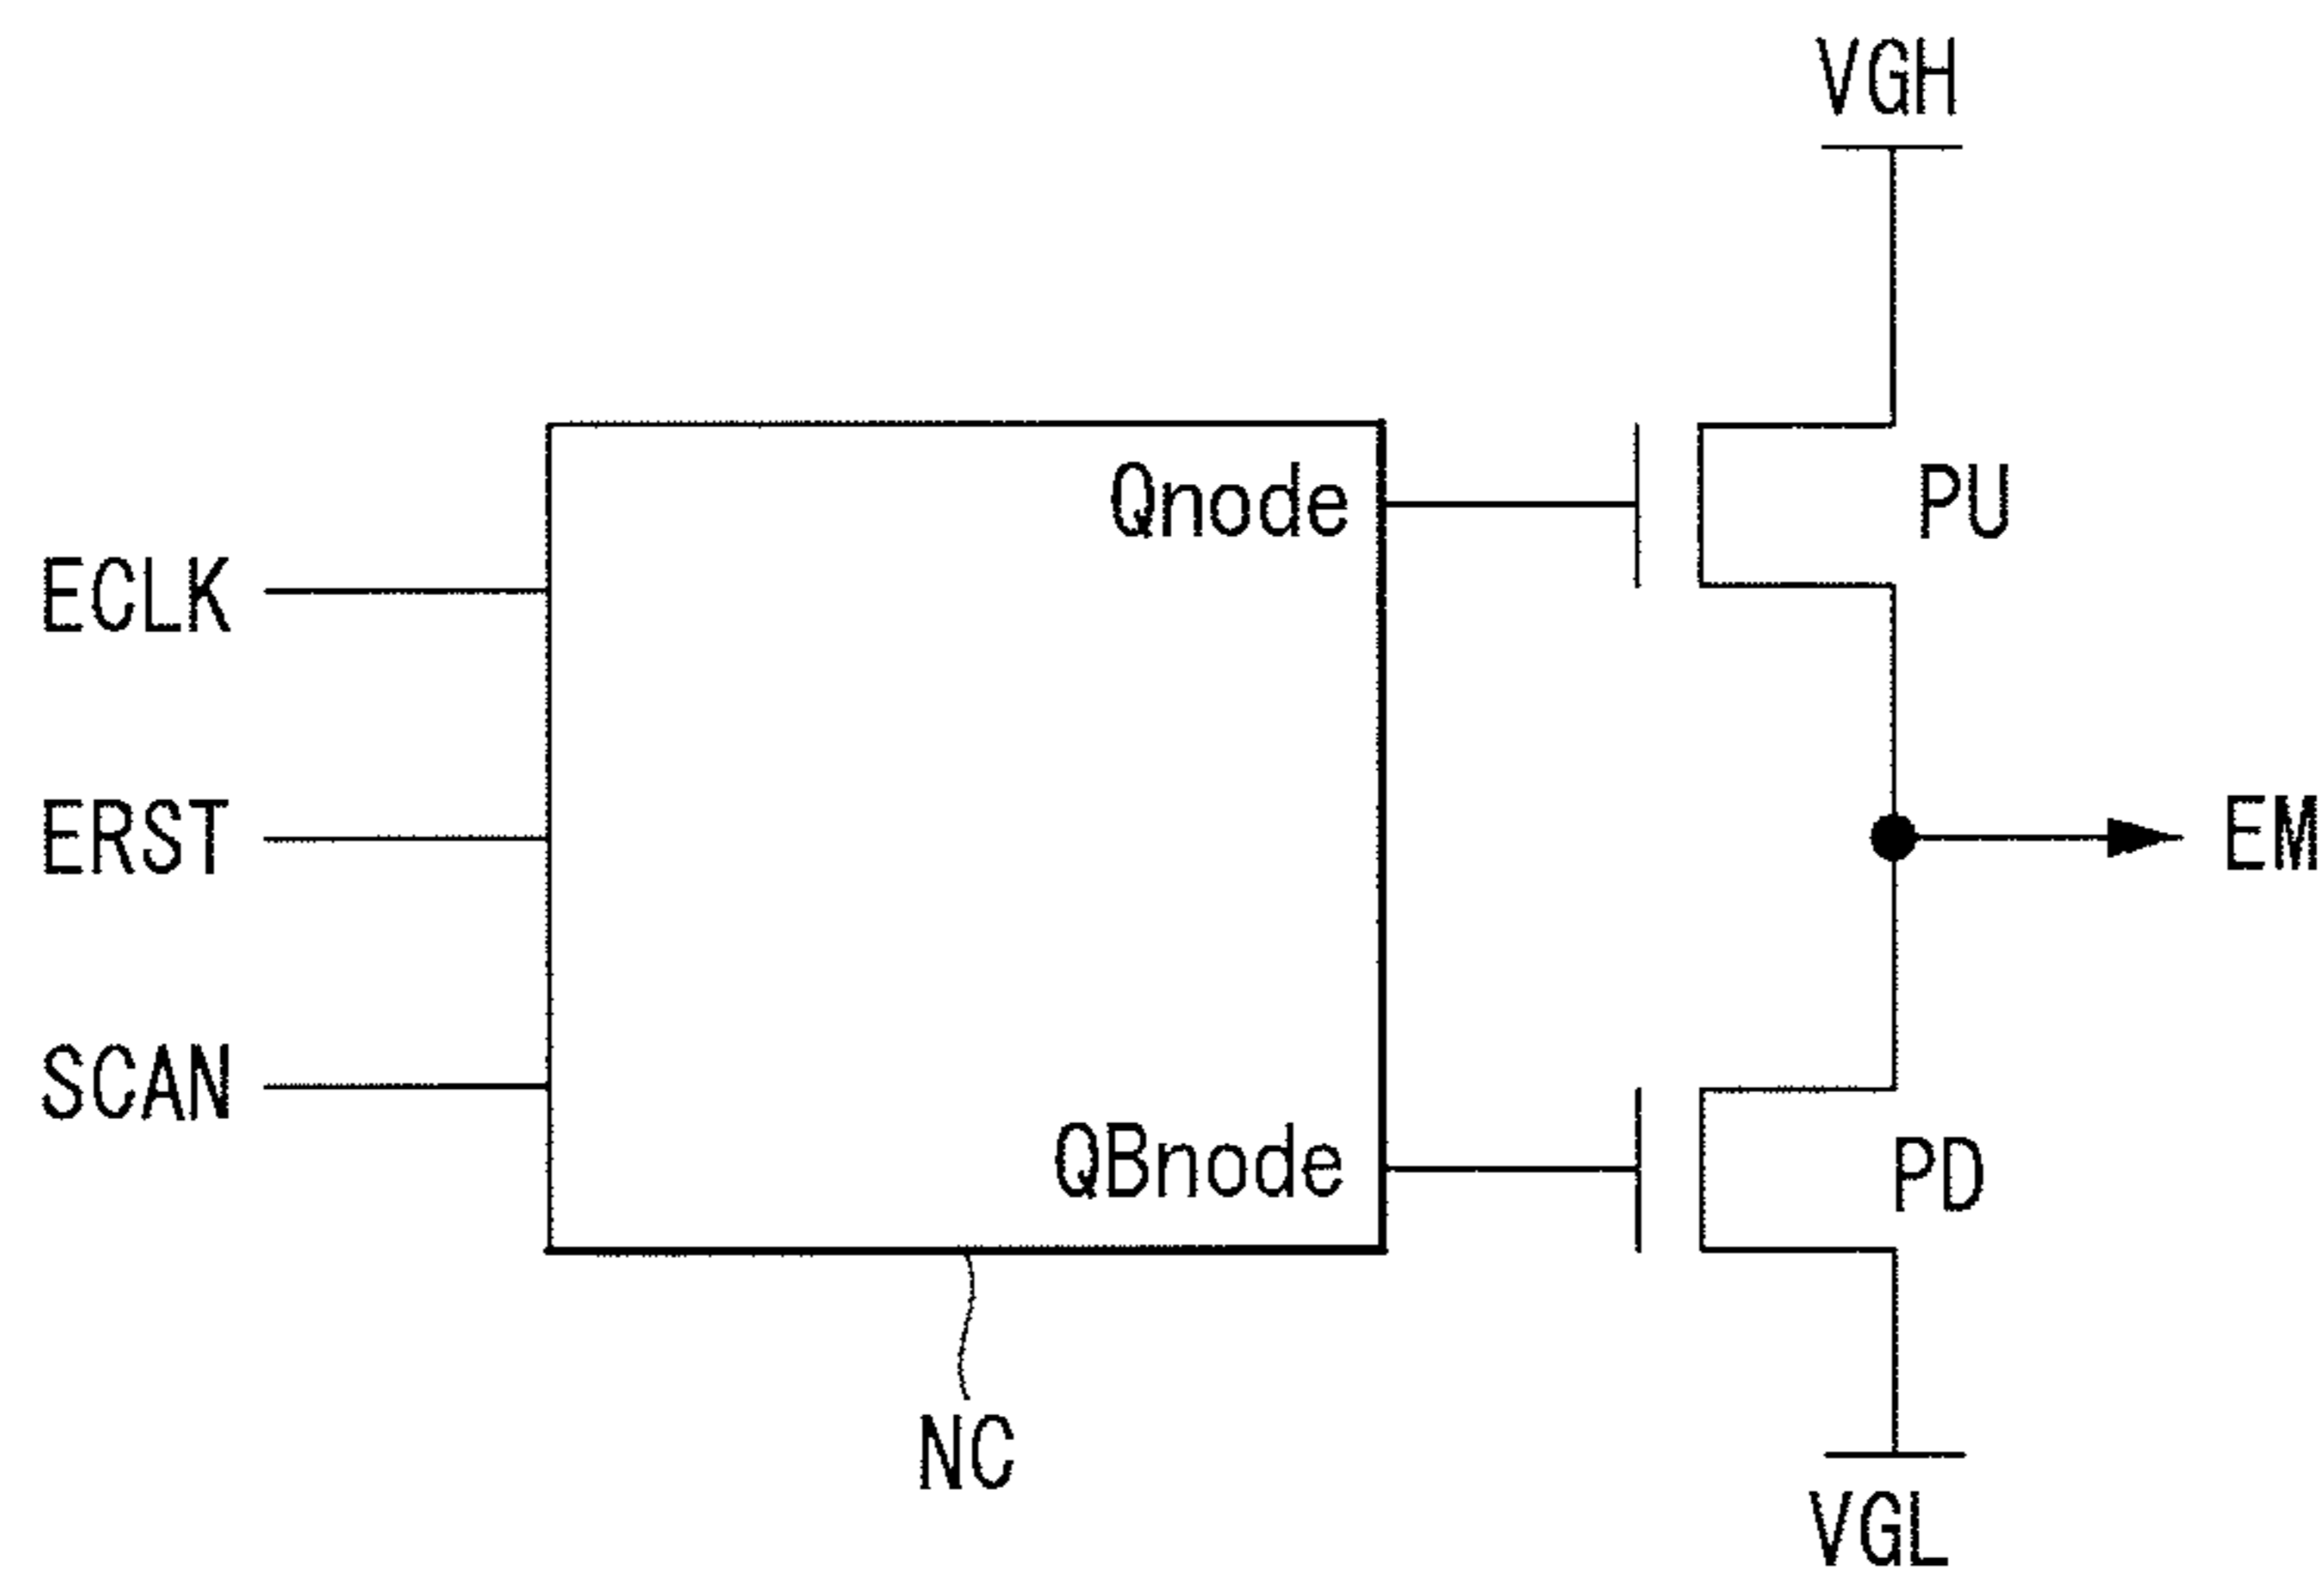 VGH
Qnode
PU
ECLK
ERST
EM
SCAN
QBnode
PD
NC
VGL